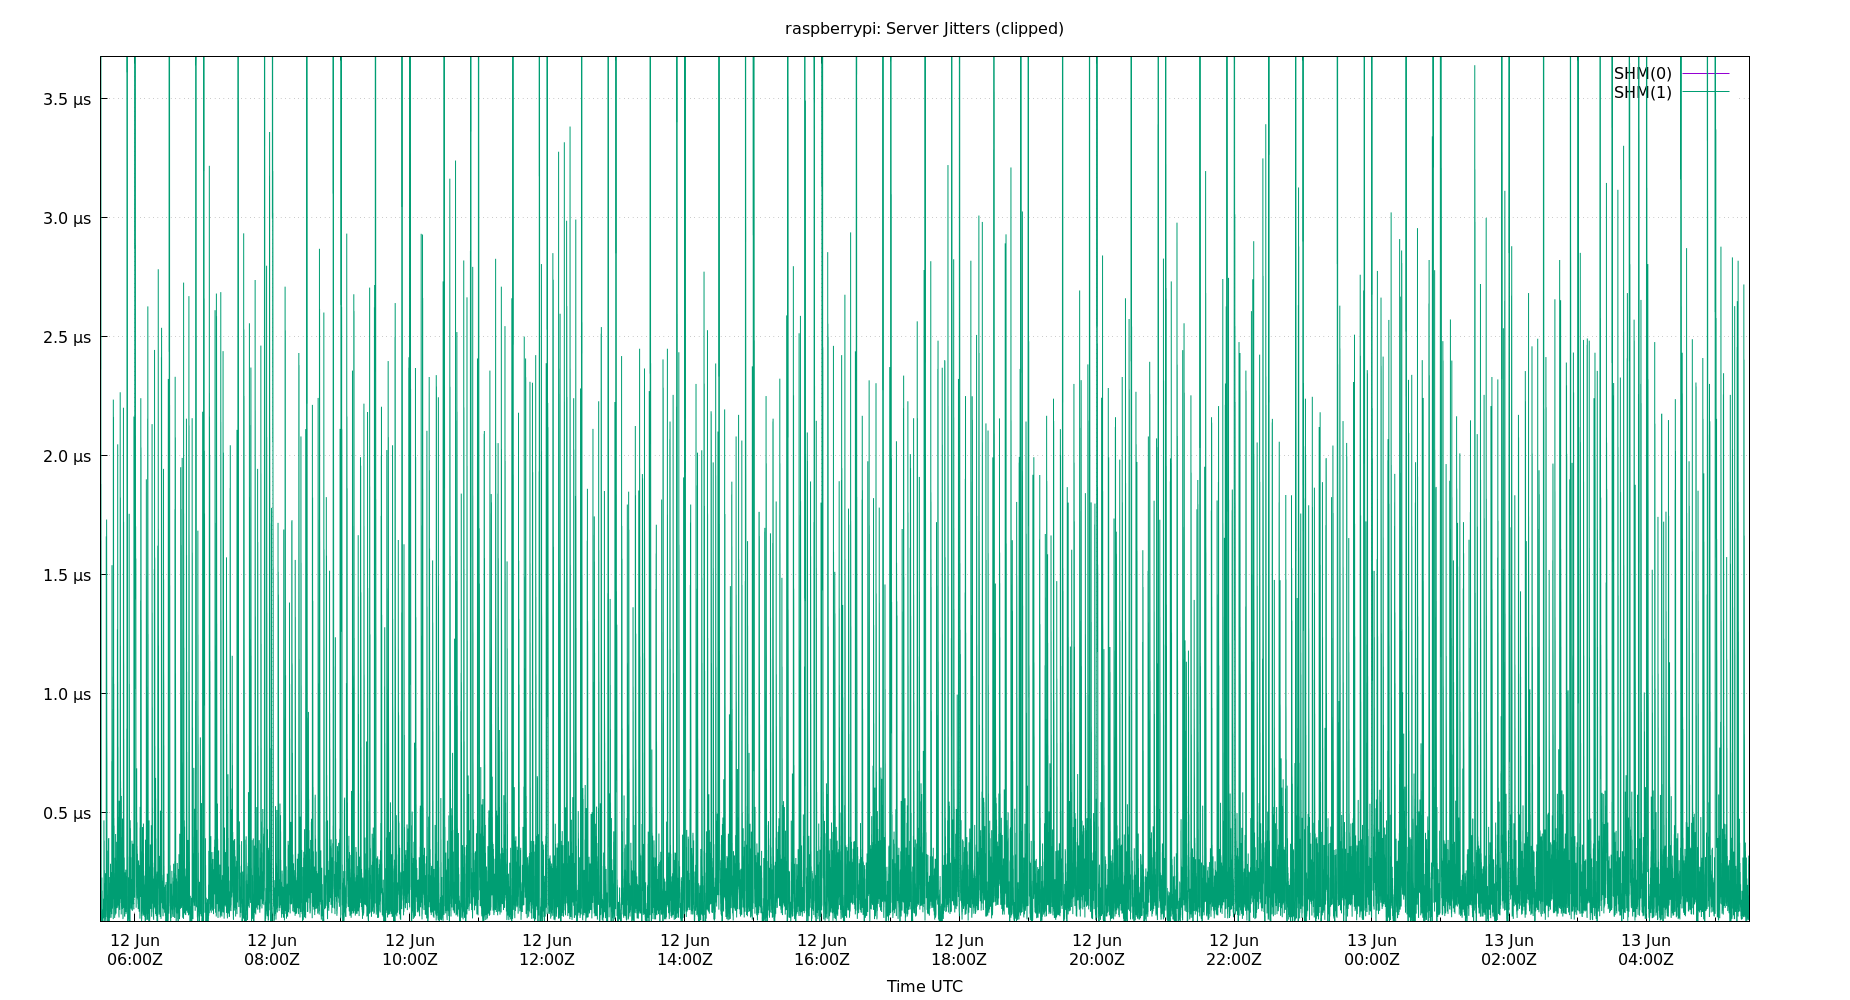 raspberrypi: Server Jitters (clipped)
SHM(0)
SHM(1)
3.5 µs
3.0 µs
2.5 µs
2.0 µs
1.5 µs
1.0 µs
0.5 µs
12 Jun 12 Jun 12 Jun 12 Jun 12 Jun 12 Jun 12 Jun 12 Jun 12 Jun 13 Jun 13 Jun 13 Jun
06:00Z 08:00Z 10:00Z 12:00Z 14:00Z 16:00Z 18:00Z 20:00Z 22:00Z 00:00Z 02:00Z 04:00Z
Time UTC